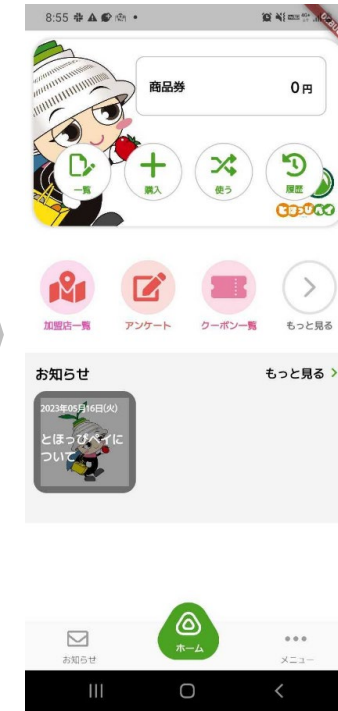 8:55
商品券 0円
一覧 購入 使う 履歴
とほっぴペイ
加盟店一覧 アンケート クーポン一覧 もっと見る
お知らせ もっと見る
2023年05月16日(火)
とほっぴペイに
ついて
お知らせ ホーム メニュー